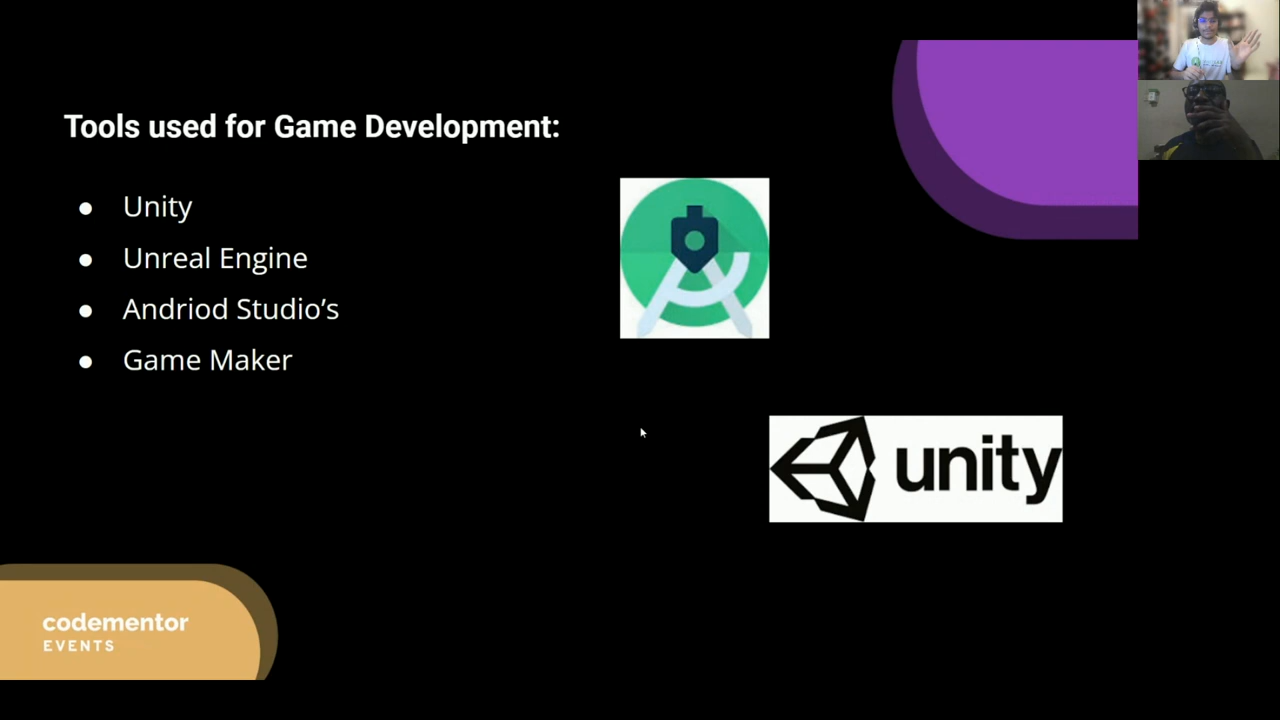 Tools used for Game Development:
● Unity
● Unreal Engine
● Andriod Studio’s
● Game Maker
unity
codementor
EVENTS